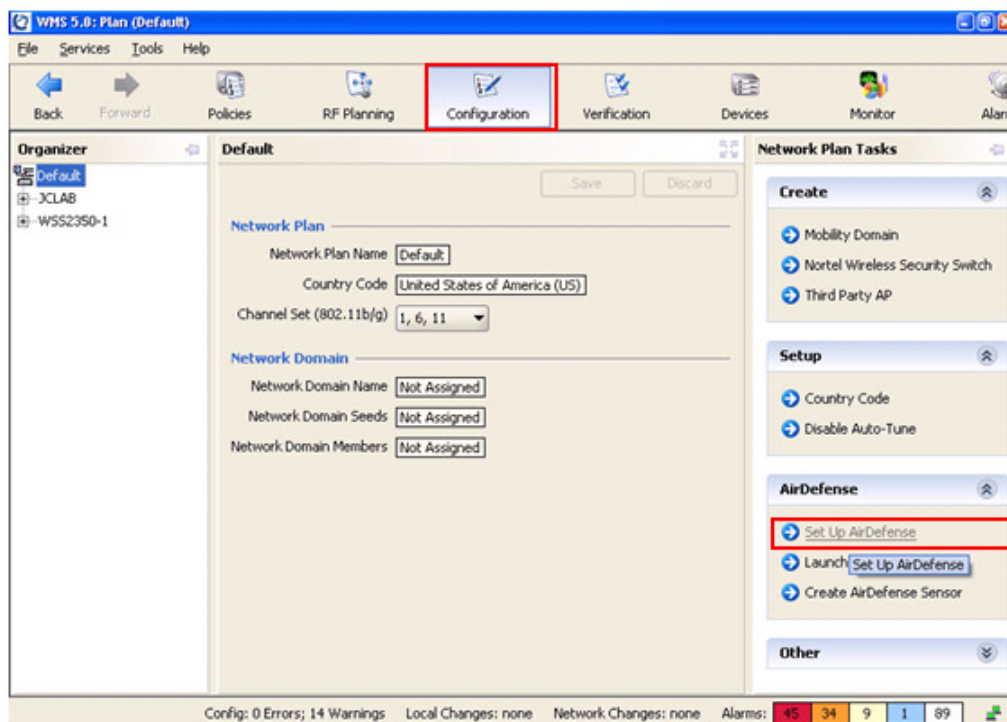 WMS 5.0: Plan (Default)
File Services Tools Help
Back Forward Policies RF Planning Configuration Verification Devices Monitor Alar
Organizer
Default
JCLAB
WSS2350-1
Default
Save Discard
Network Plan
Network Plan Name Default
Country Code United States of America (US)
Channel Set (802.11b/g) 1, 6, 11
Network Domain
Network Domain Name Not Assigned
Network Domain Seeds Not Assigned
Network Domain Members Not Assigned
Network Plan Tasks
Create
Mobility Domain
Nortel Wireless Security Switch
Third Party AP
Setup
Country Code
Disable Auto-Tune
AirDefense
Set Up AirDefense
Launch
Set Up AirDefense
Create AirDefense Sensor
Other
Config: 0 Errors; 14 Warnings Local Changes: none Network Changes: none Alarms: 45 34 9 1 89